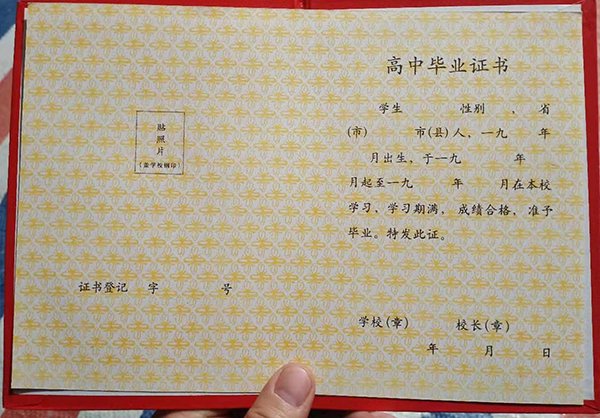 贴
照
片
(盖学校钢印)
证书登记 字 号
高中毕业证书
学生 性别 , 省
(市) 市(县)人、一九 年
月出生,于一九 年
月起至一九 年 月在本校
学习、学习期满, 成绩合格, 准予
毕业。特发此证。
学校(章) 校长(章)
年 月 日